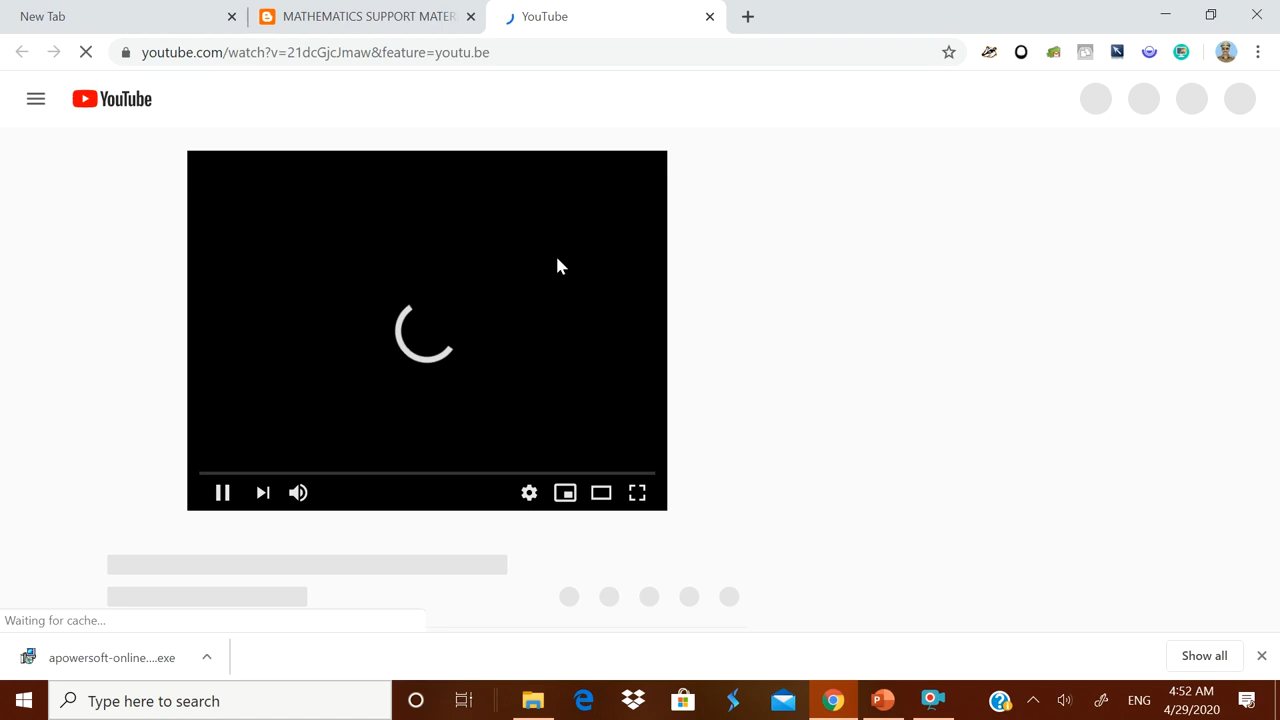 New Tab
MATHEMATICS SUPPORT MATER
YouTube
youtube.com/watch?v=21dcGjcJmaw&feature=youtu.be
YouTube
Waiting for cache...
apowersoft-online....exe
Show all
Type here to search
ENG
4:52 AM
4/29/2020